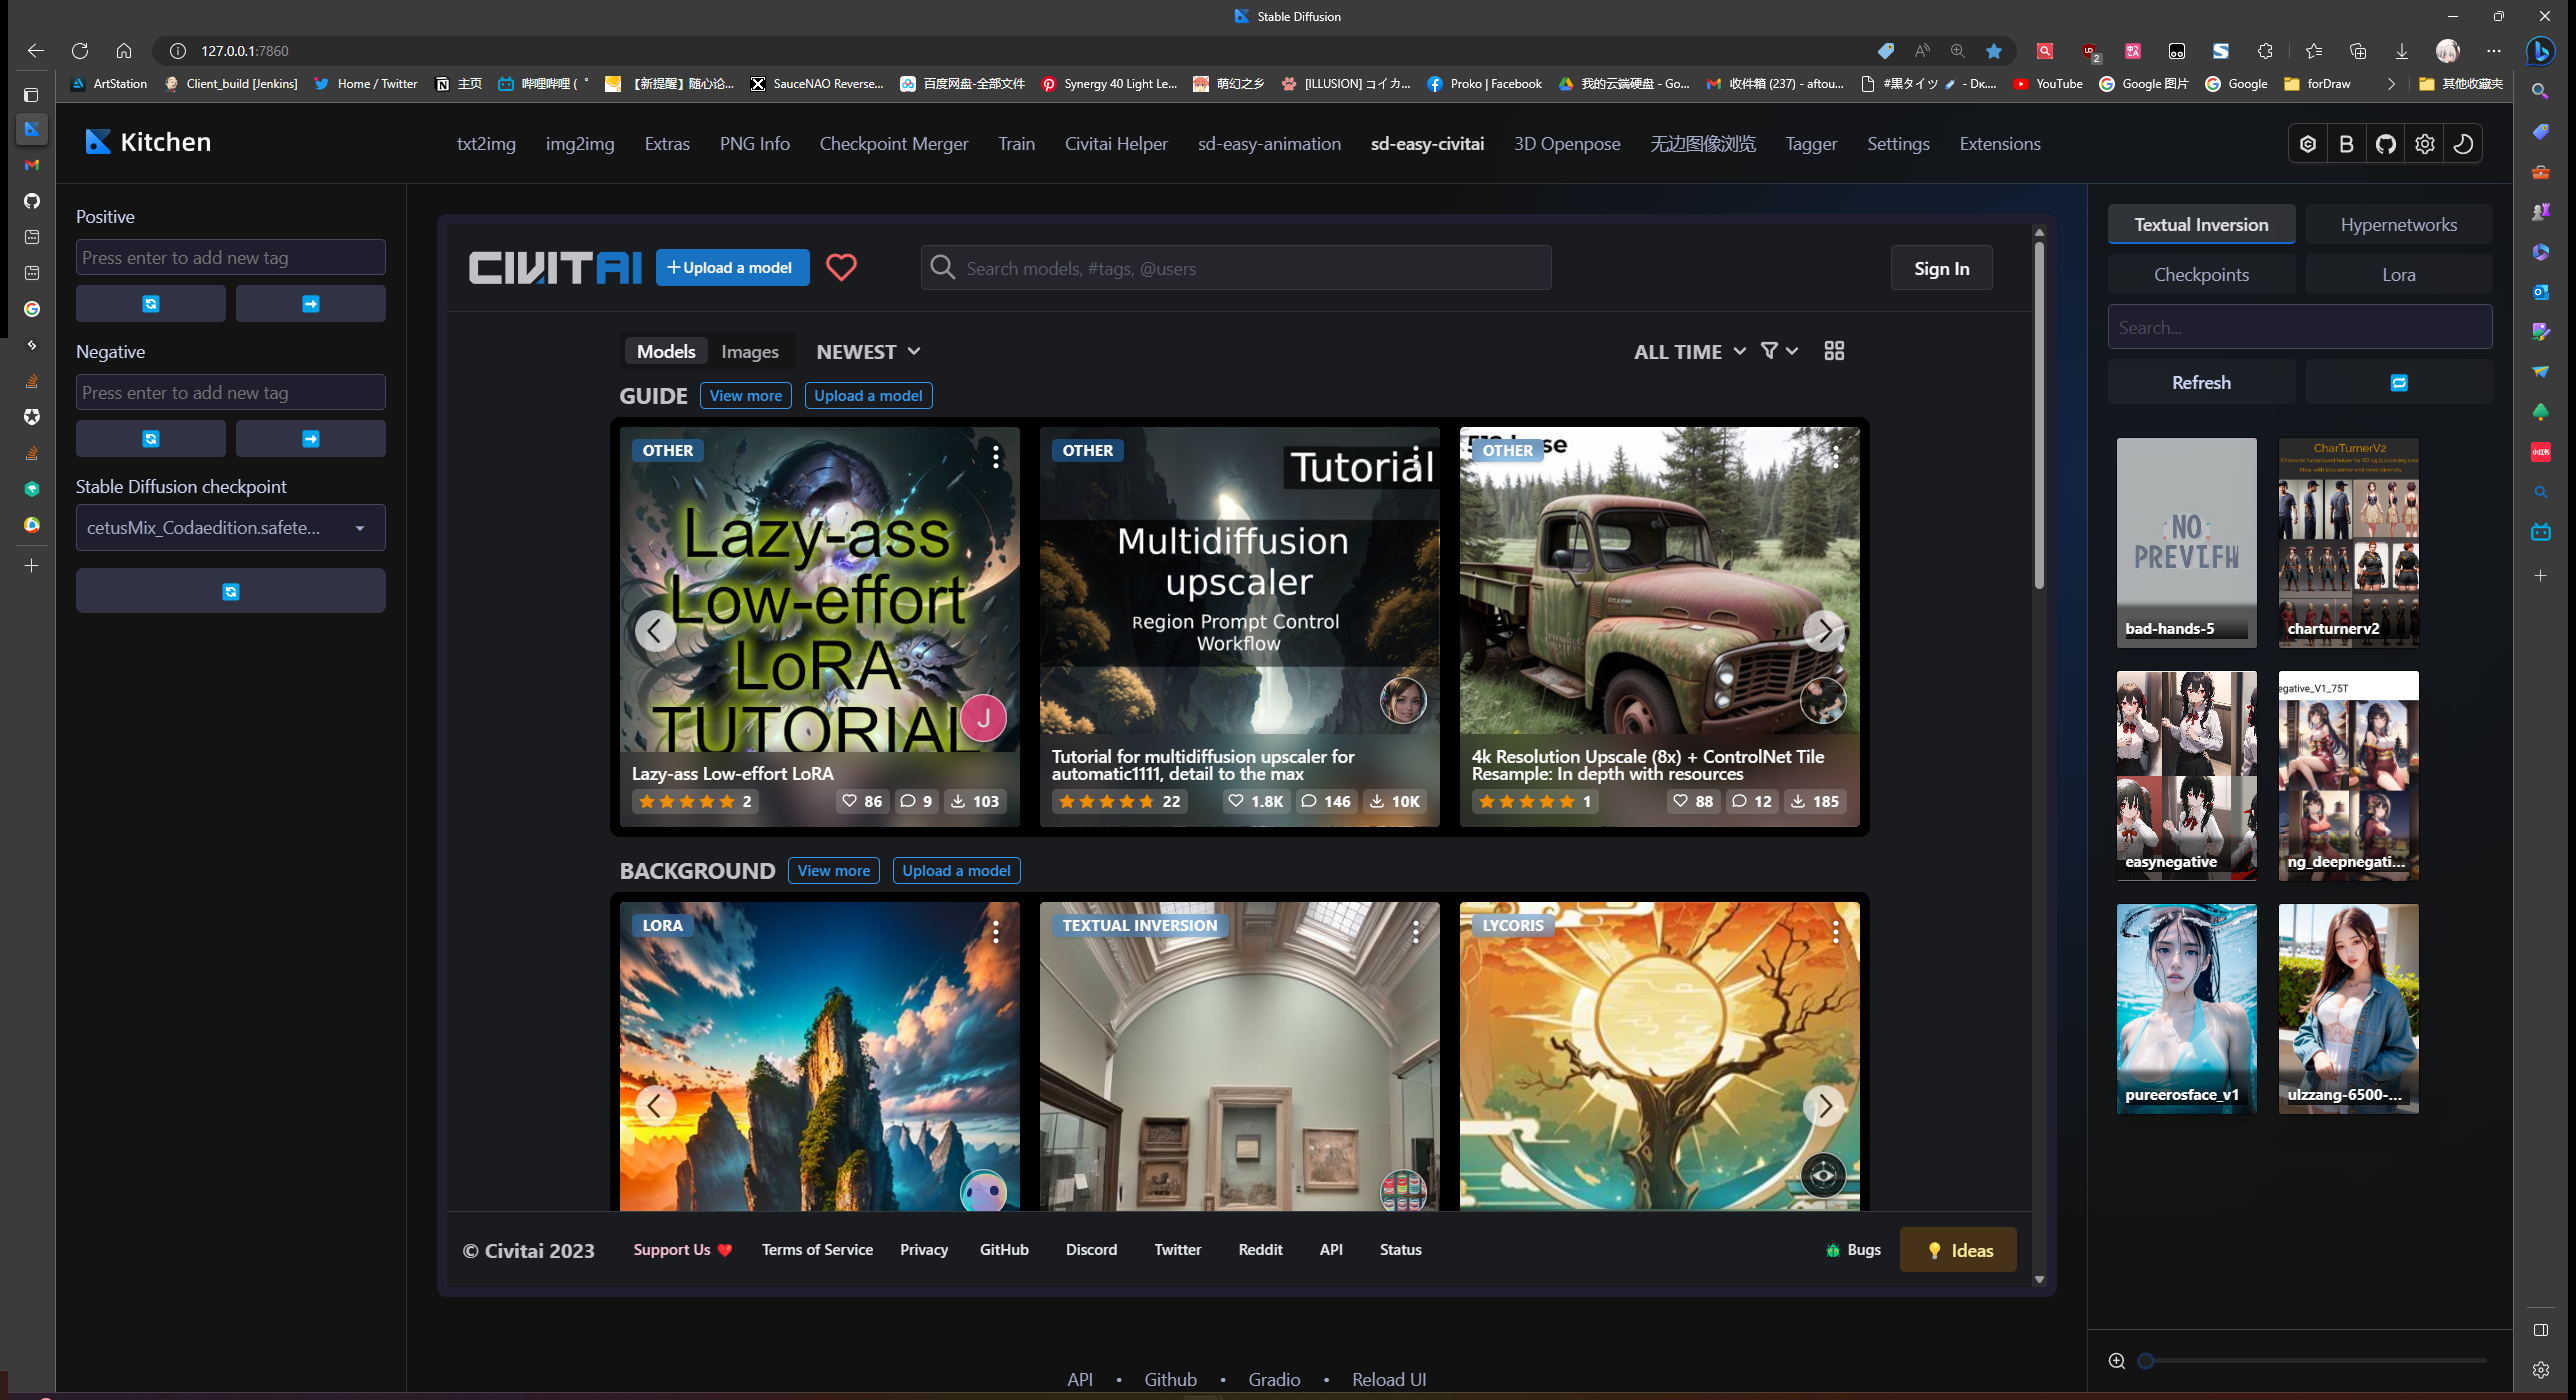 Stable Diffusion
127.0.0.1:7860
2
ArtStation
Client_build [Jenkins]
Home / Twitter
主页
哔哩哔哩 ( ゜
【新提醒】随心论...
SauceNAO Reverse...
百度网盘-全部文件
Synergy 40 Light Le...
萌幻之乡
[ILLUSION] コイカ...
Proko | Facebook
我的云端硬盘 - Go...
收件箱 (237) - aftou...
YouTube
Google 图片
Google
forDraw
其他收藏夹
Kitchen
txt2img
img2img
Extras
PNG Info
Checkpoint Merger
Train
Civitai Helper
sd-easy-animation
sd-easy-civitai
3D Openpose
无边图像浏览
Tagger
Settings
Extensions
Positive
Press enter to add new tag
Negative
Press enter to add new tag
Stable Diffusion checkpoint
cetusMix_Codaedition.safete...
CIVITAI
Upload a model
Search models, #tags, @users
Sign In
Models
Images
NEWEST
ALL TIME
GUIDE
View more
Upload a model
OTHER
Lazy-ass
Low-effort
LoRA
TUTORIAL
J
Lazy-ass Low-effort LoRA
2
86
9
103
OTHER
Tutorial
Multidiffusion
upscaler
Region Prompt Control
Workflow
Tutorial for multidiffusion upscaler for
automatic1111, detail to the max
22
1.8K
146
10K
OTHER
4k Resolution Upscale (8x) + ControlNet Tile
Resample: In depth with resources
1
88
12
185
BACKGROUND
View more
Upload a model
LORA
TEXTUAL INVERSION
LYCORIS
© Civitai 2023
Support Us
Terms of Service
Privacy
GitHub
Discord
Twitter
Reddit
API
Status
Bugs
Ideas
API • Github • Gradio • Reload UI
Textual Inversion
Hypernetworks
Checkpoints
Lora
Search...
Refresh
NO
bad-hands-5
CharTurnerV2
charturnerv2
easynegative
egative_V1_75T
ng_deepnegati...
pureerosface_v1
ulzzang-6500-...